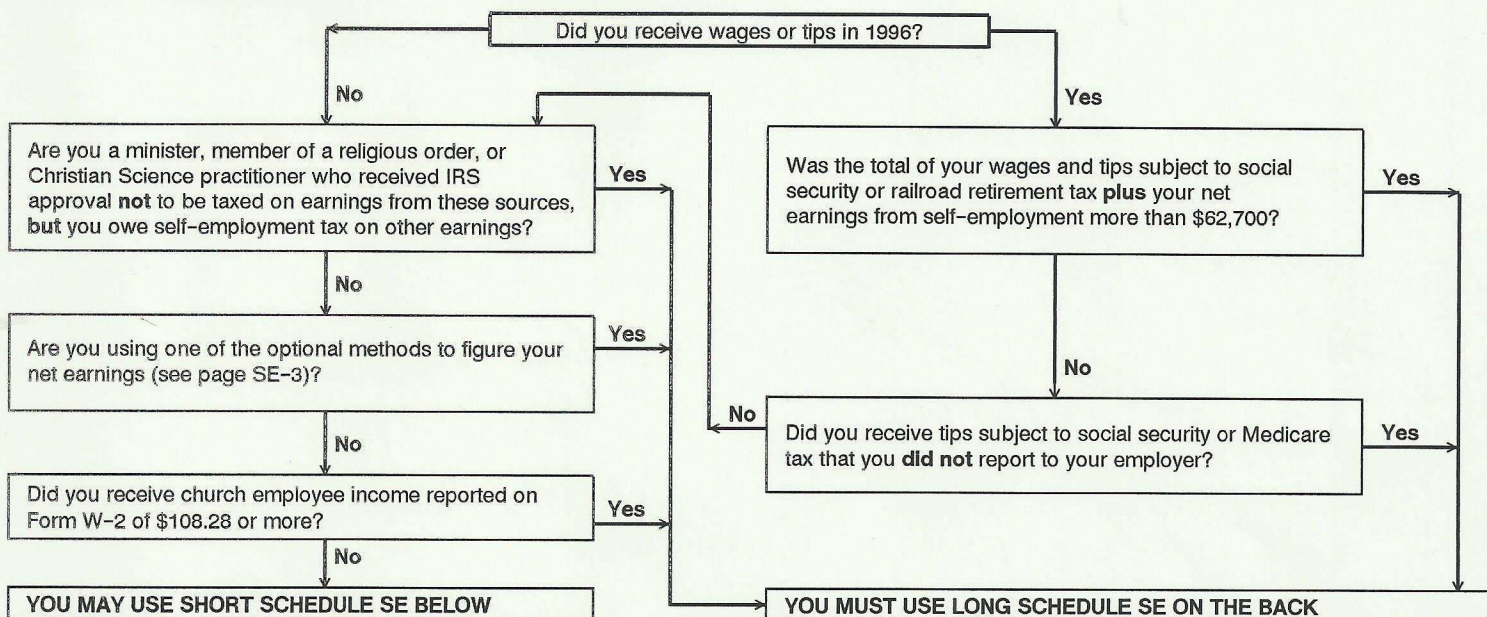 Did you receive wages or tips in 1996?
No
Yes
Are you a minister, member of a religious order, or
Christian Science practitioner who received IRS
approval not to be taxed on earnings from these sources,
but you owe self-employment tax on other earnings?
Yes
Was the total of your wages and tips subject to social
security or railroad retirement tax plus your net
earnings from self-employment more than $62,700?
Yes
No
Are you using one of the optional methods to figure your
net earnings (see page SE-3)?
Yes
No
No
Did you receive tips subject to social security or Medicare
tax that you did not report to your employer?
Yes
No
Did you receive church employee income reported on
Form W-2 of $108.28 or more?
Yes
No
YOU MAY USE SHORT SCHEDULE SE BELOW
YOU MUST USE LONG SCHEDULE SE ON THE BACK